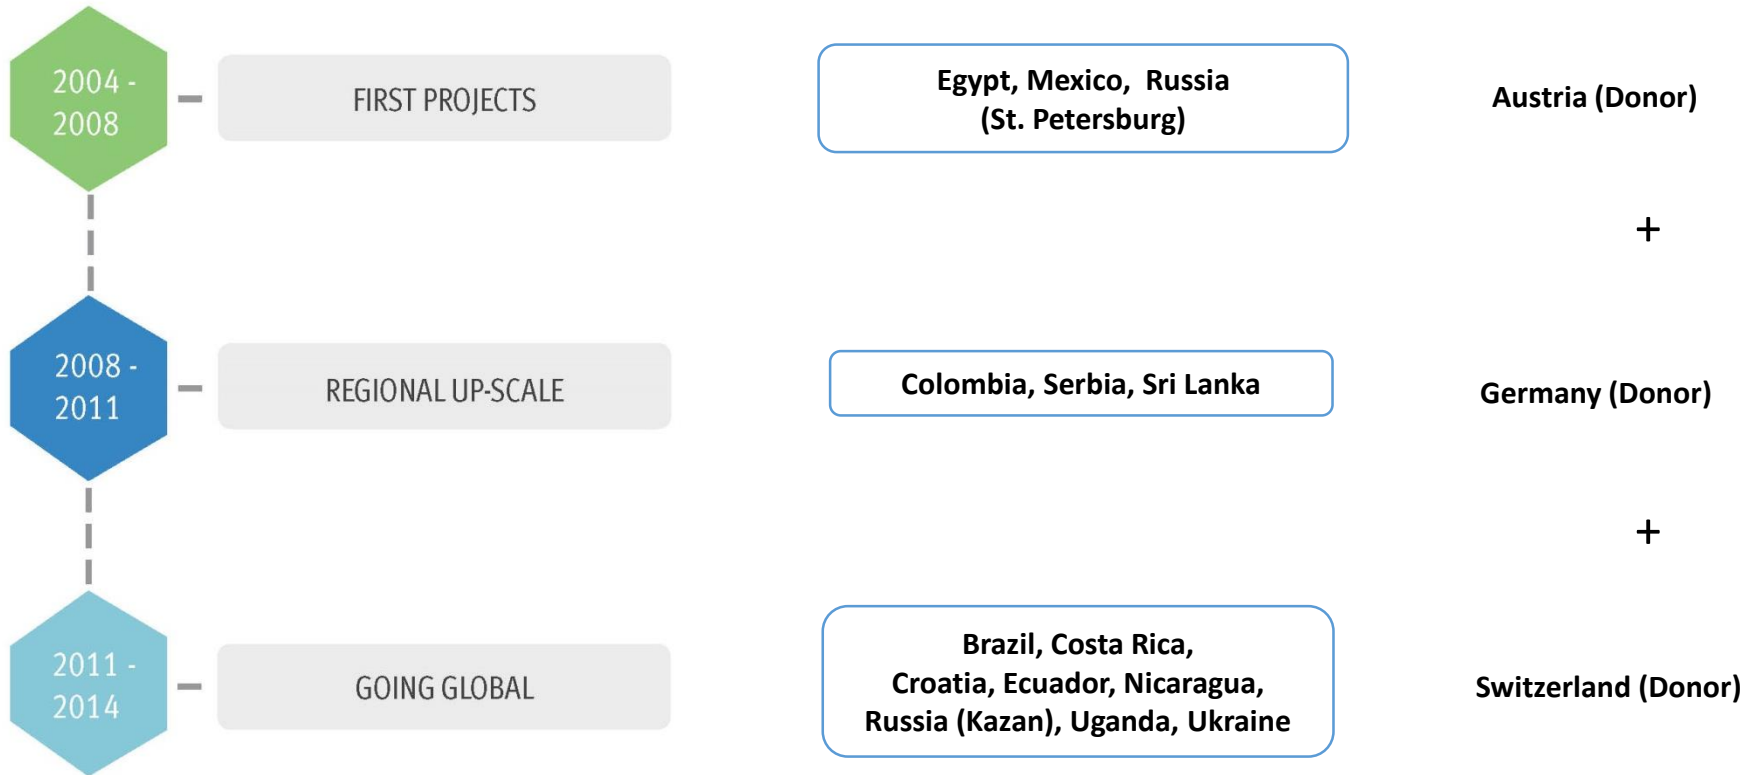 2004 -
2008
FIRST PROJECTS
Egypt, Mexico, Russia
(St. Petersburg)
Austria (Donor)
+
2008 -
2011
REGIONAL UP-SCALE
Colombia, Serbia, Sri Lanka
Germany (Donor)
+
2011 -
2014
GOING GLOBAL
Brazil, Costa Rica,
Croatia, Ecuador, Nicaragua,
Russia (Kazan), Uganda, Ukraine
Switzerland (Donor)